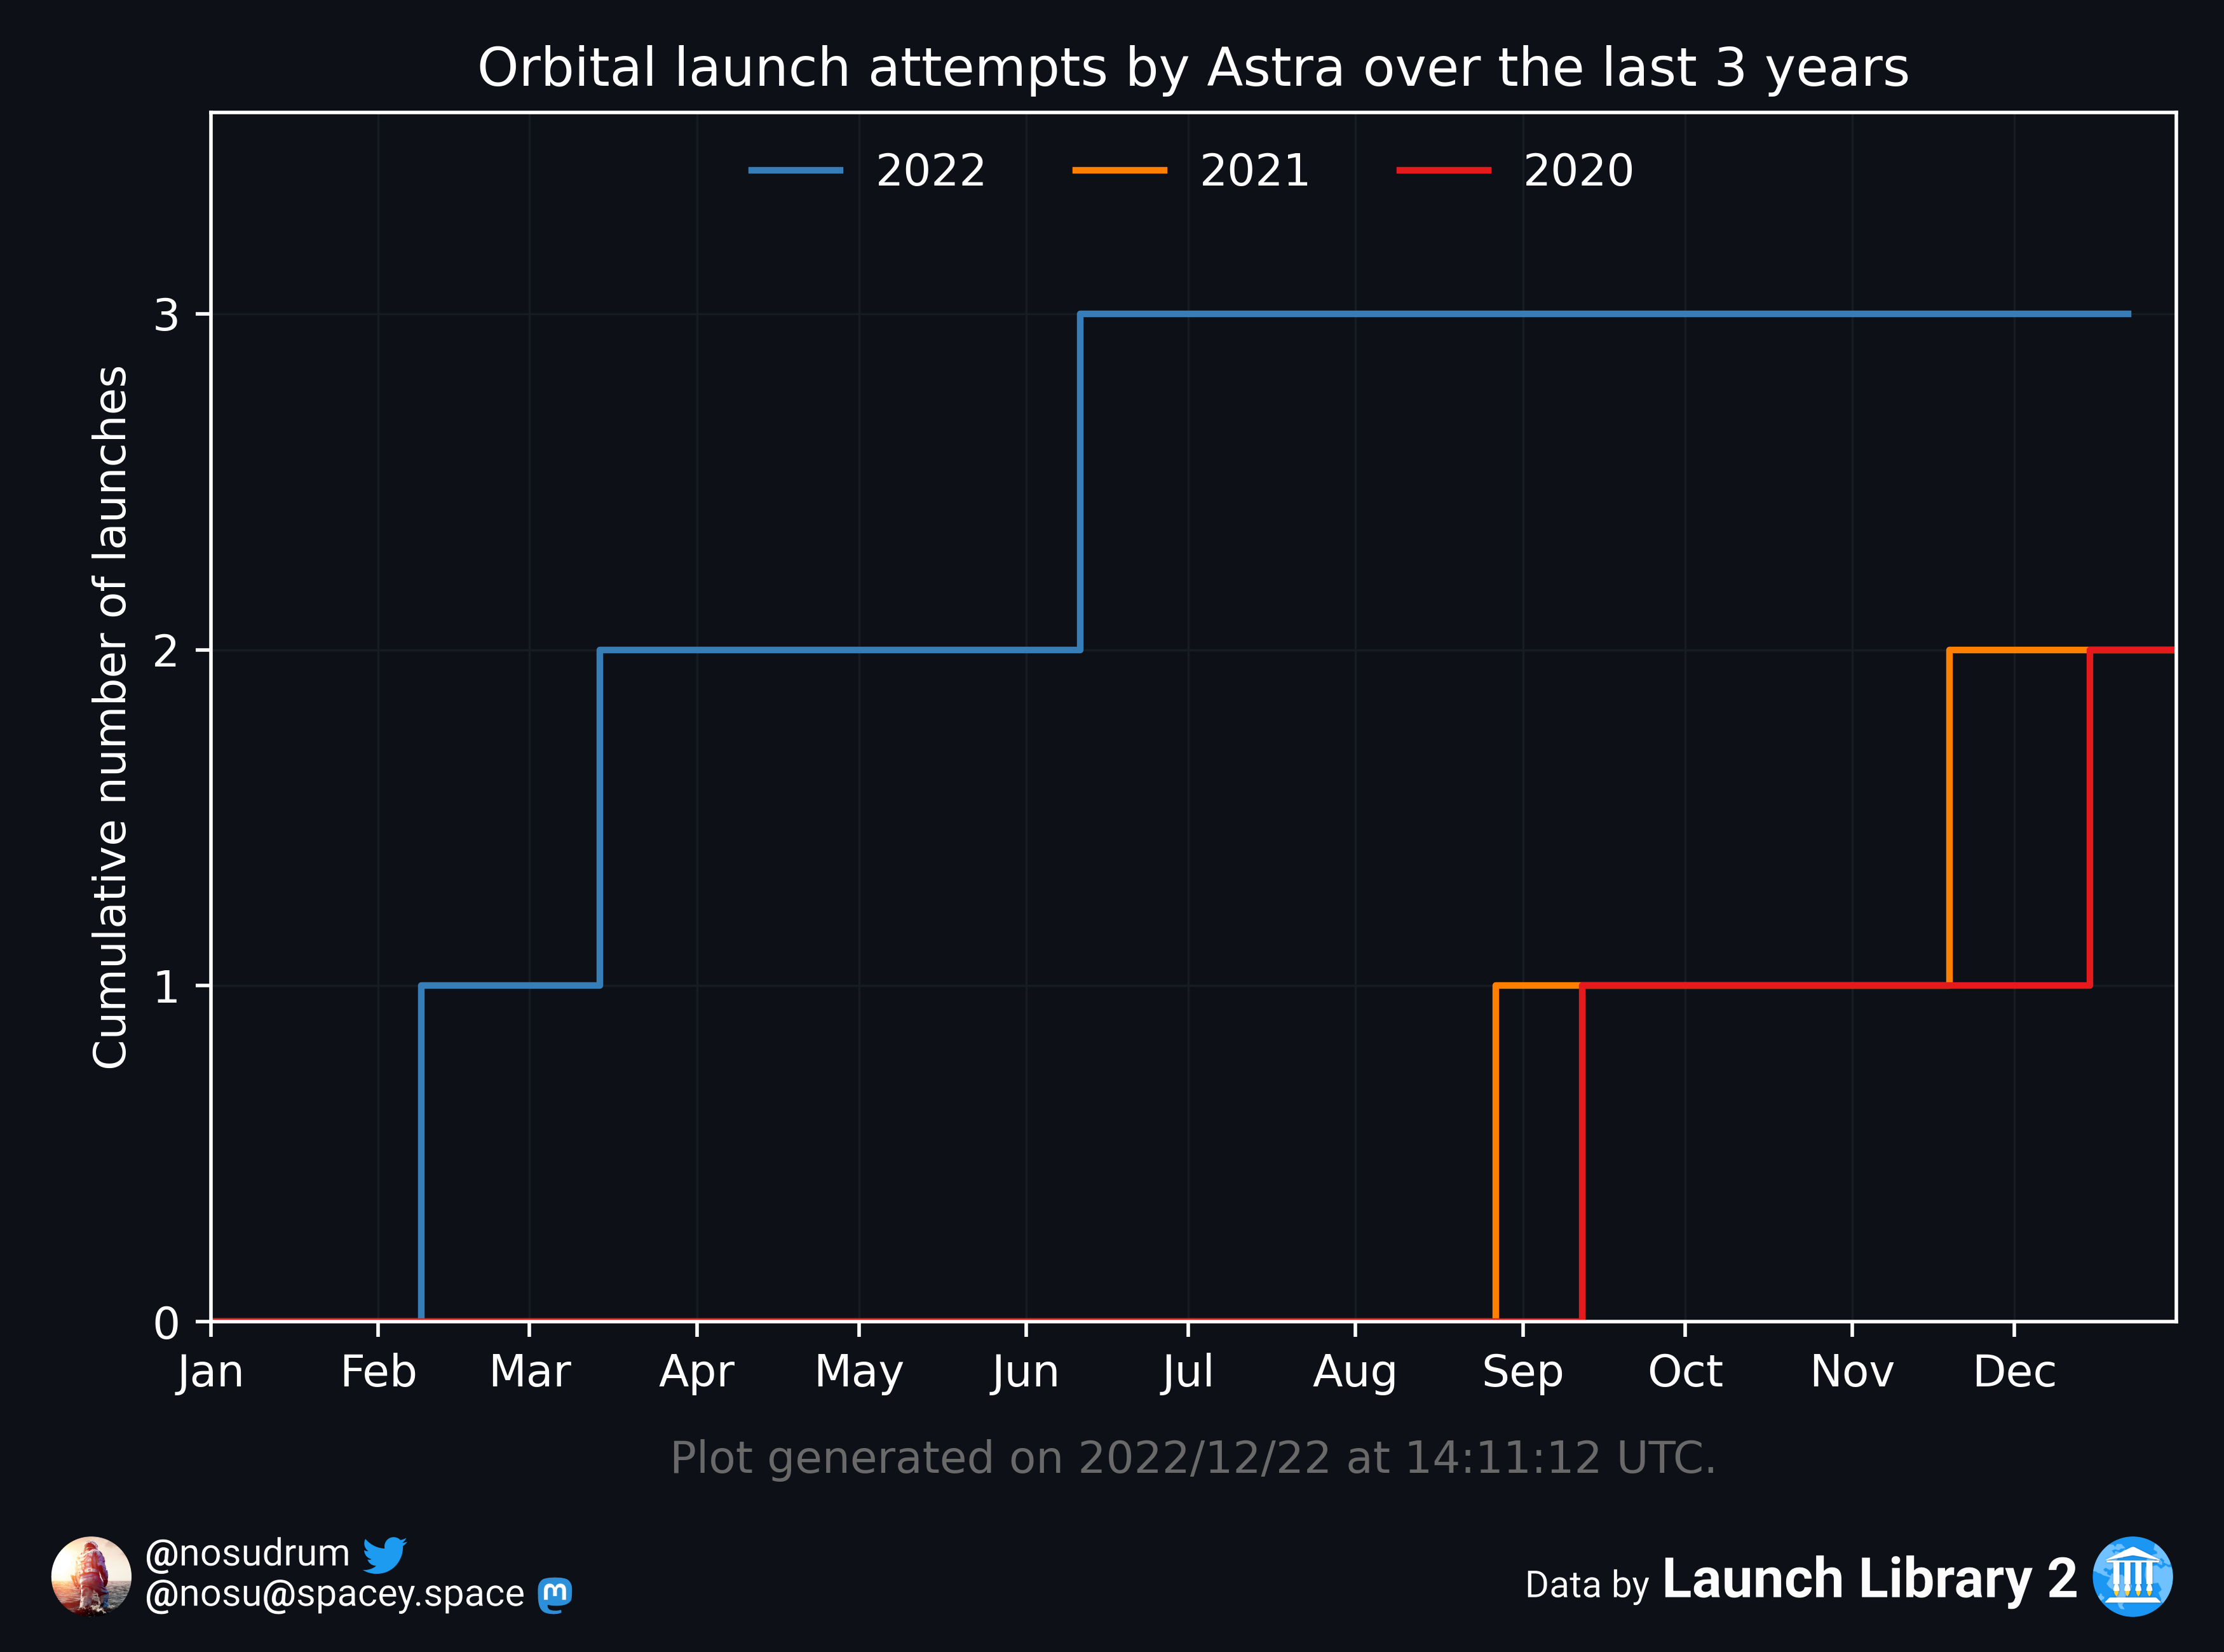 Orbital launch attempts by Astra over the last 3 years
2022 2021 2020
Cumulative number of launches
3
2
1
0
Jan Feb Mar Apr May Jun Jul Aug Sep Oct Nov Dec
Plot generated on 2022/12/22 at 14:11:12 UTC.
@nosudrum
@nosu@spacey.space
Data by Launch Library 2